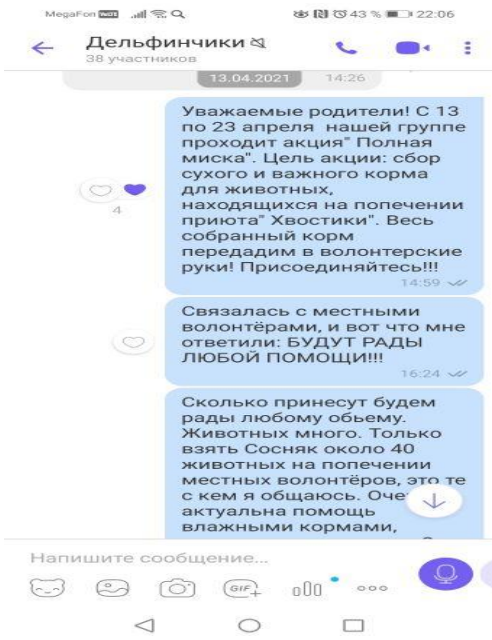 MegaFon VoLTE 43 % 22:06
Дельфинчики
38 участников
13.04.2021 14:26
Уважаемые родители! С 13
по 23 апреля нашей группе
проходит акция" Полная
миска". Цель акции: сбор
сухого и важного корма
для животных,
находящихся на попечении
приюта" Хвостики". Весь
собранный корм
передадим в волонтерские
руки! Присоединяйтесь!!!
14:59
4
Связалась с местными
волонтёрами, и вот что мне
ответили: БУДУТ РАДЫ
ЛЮБОЙ ПОМОЩИ!!!
16:24
Сколько принесут будем
рады любому обьему.
Животных много. Только
взять Сосняк около 40
животных на попечении
местных волонтёров, это те
с кем я общаюсь.
актуальна помощь
влажными кормами,
Напишите сообщение...
GIF